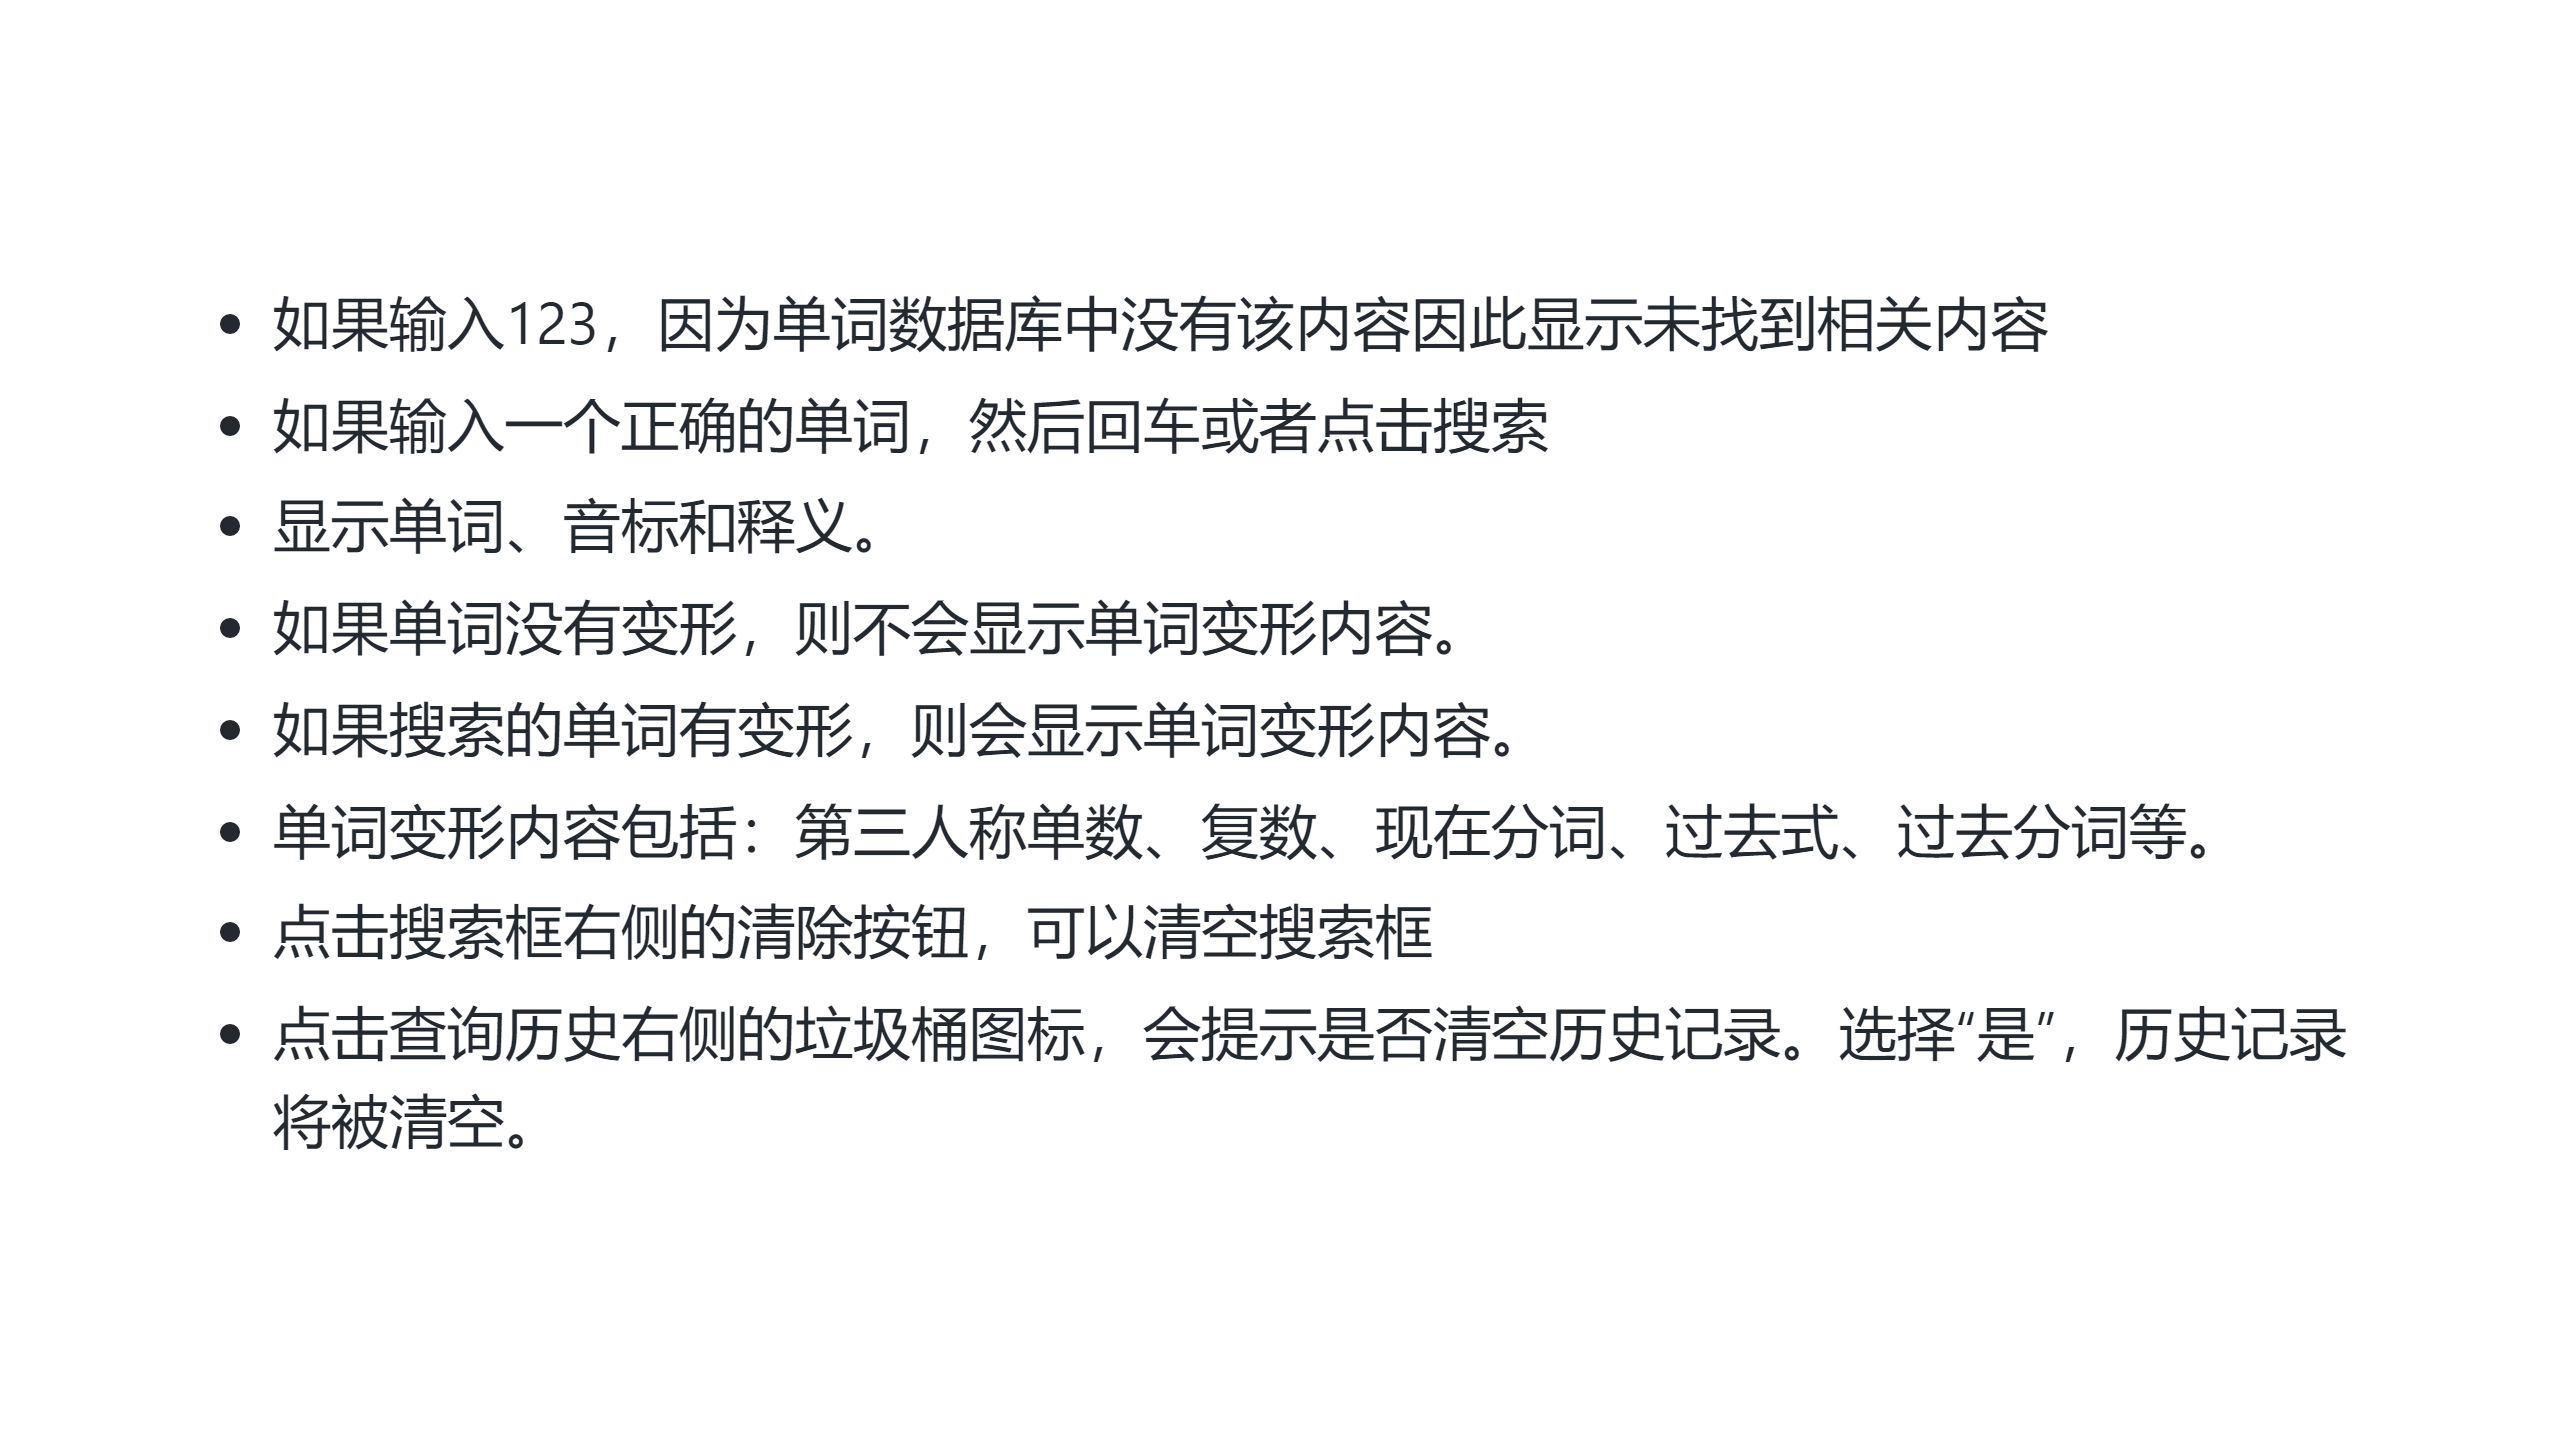 • 如果输入123，因为单词数据库中没有该内容因此显示未找到相关内容
• 如果输入一个正确的单词，然后回车或者点击搜索
• 显示单词、音标和释义。
• 如果单词没有变形，则不会显示单词变形内容。
• 如果搜索的单词有变形，则会显示单词变形内容。
• 单词变形内容包括：第三人称单数、复数、现在分词、过去式、过去分词等。
• 点击搜索框右侧的清除按钮，可以清空搜索框
• 点击查询历史右侧的垃圾桶图标，会提示是否清空历史记录。选择“是”，历史记录
将被清空。